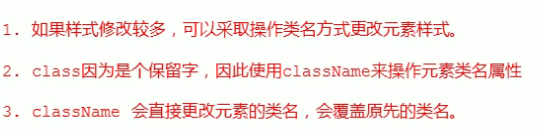 1. 如果样式修改较多，可以采取操作类名方式更改元素样式。
2. class因为是个保留字，因此使用className来操作元素类名属性
3. className 会直接更改元素的类名，会覆盖原先的类名。